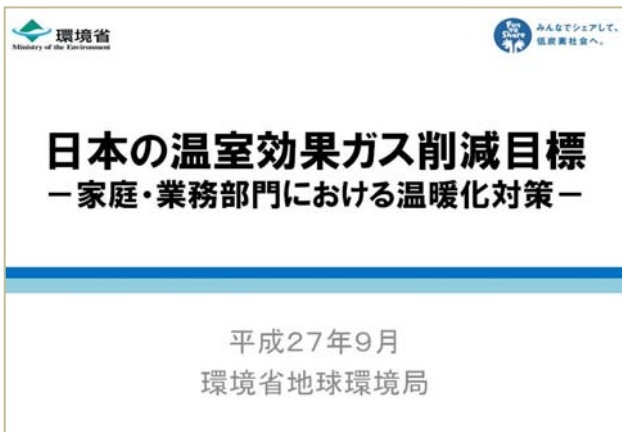 環境省
Ministry of the Environment
Fun to Share
みんなでシェアして、
低炭素社会へ。
日本の温室効果ガス削減目標
－家庭・業務部門における温暖化対策－
平成27年9月
環境省地球環境局